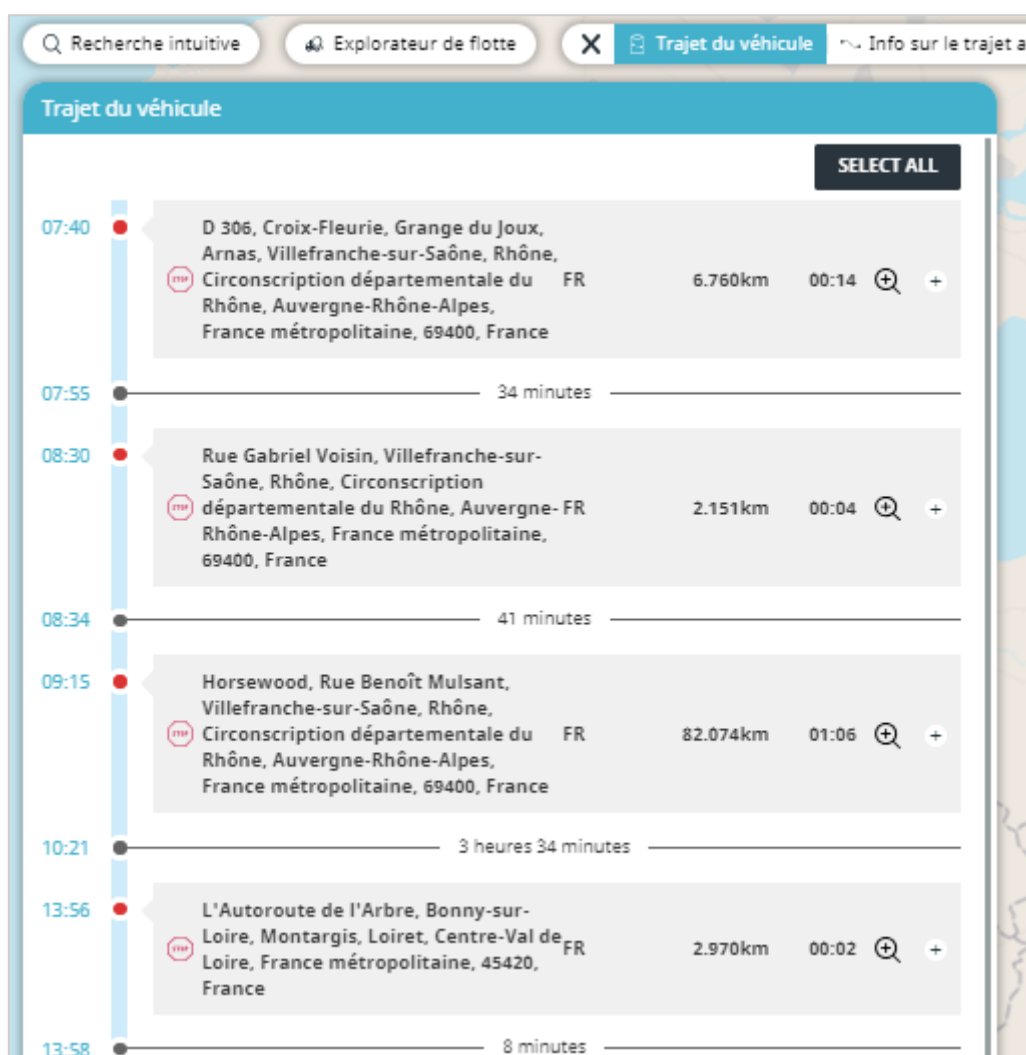 Recherche intuitive
Explorateur de flotte
X
Trajet du véhicule
Info sur le trajet a
Trajet du véhicule
SELECT ALL
07:40
D 306, Croix-Fleurie, Grange du Joux,
Arnas, Villefranche-sur-Saône, Rhône,
STOP Circonscription départementale du FR 6.760km 00:14 +
Rhône, Auvergne-Rhône-Alpes,
France métropolitaine, 69400, France
07:55 34 minutes
08:30
Rue Gabriel Voisin, Villefranche-sur-
Saône, Rhône, Circonscription
STOP départementale du Rhône, Auvergne- FR 2.151km 00:04 +
Rhône-Alpes, France métropolitaine,
69400, France
08:34 41 minutes
09:15
Horsewood, Rue Benoît Mulsant,
Villefranche-sur-Saône, Rhône,
STOP Circonscription départementale du FR 82.074km 01:06 +
Rhône, Auvergne-Rhône-Alpes,
France métropolitaine, 69400, France
10:21 3 heures 34 minutes
13:56
L'Autoroute de l'Arbre, Bonny-sur-
STOP Loire, Montargis, Loiret, Centre-Val de FR 2.970km 00:02 +
Loire, France métropolitaine, 45420,
France
13:58 8 minutes